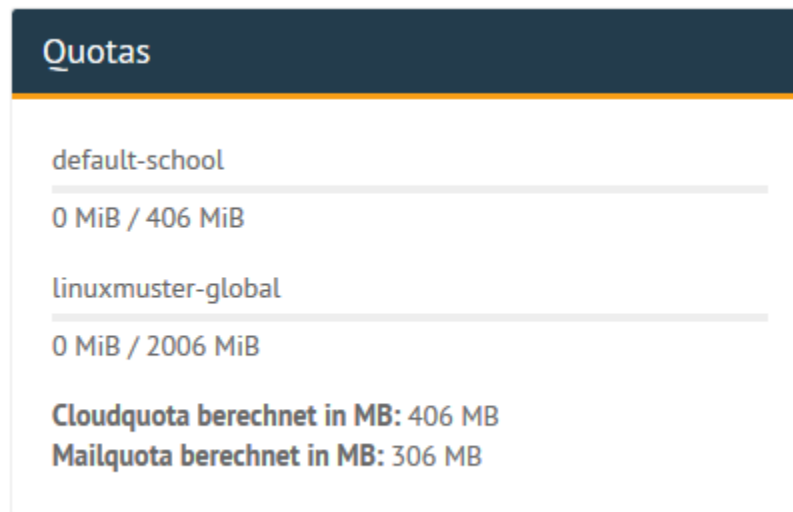 Quotas
default-school
0 MiB / 406 MiB
linuxmuster-global
0 MiB / 2006 MiB
Cloudquota berechnet in MB: 406 MB
Mailquota berechnet in MB: 306 MB